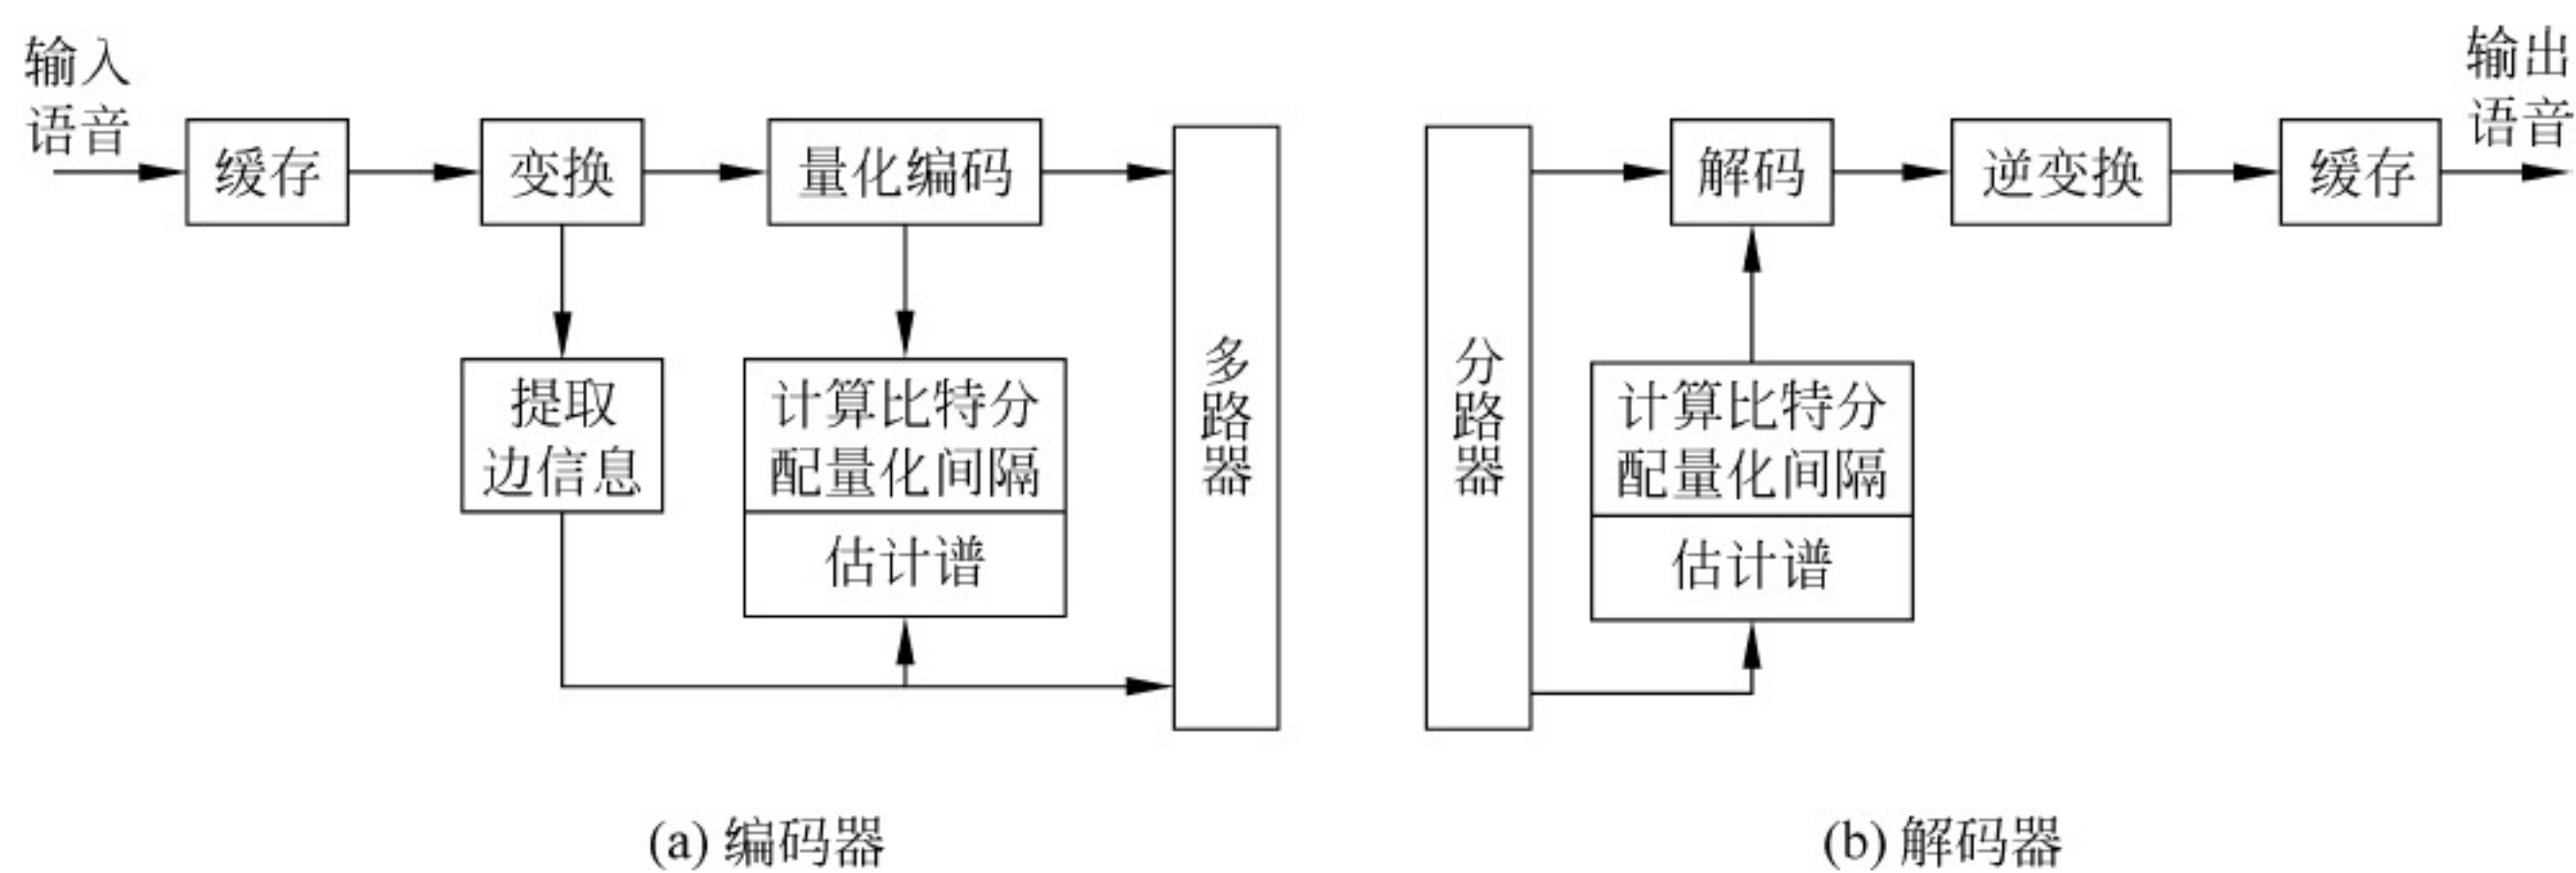 输入
语音
缓存
变换
量化编码
提取
边信息
计算比特分
配量化间隔
估计谱
多路器
(a) 编码器
分路器
解码
逆变换
缓存
输出
语音
计算比特分
配量化间隔
估计谱
(b) 解码器